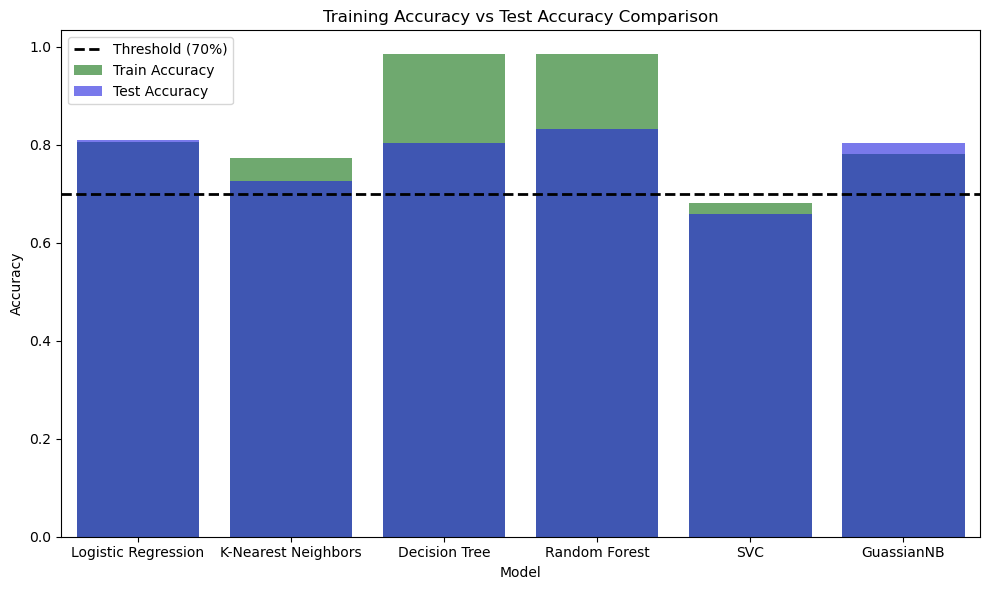 Training Accuracy vs Test Accuracy Comparison
Threshold (70%)
Train Accuracy
Test Accuracy
Accuracy
1.0
0.8
0.6
0.4
0.2
0.0
Logistic Regression
K-Nearest Neighbors
Decision Tree
Random Forest
SVC
GuassianNB
Model